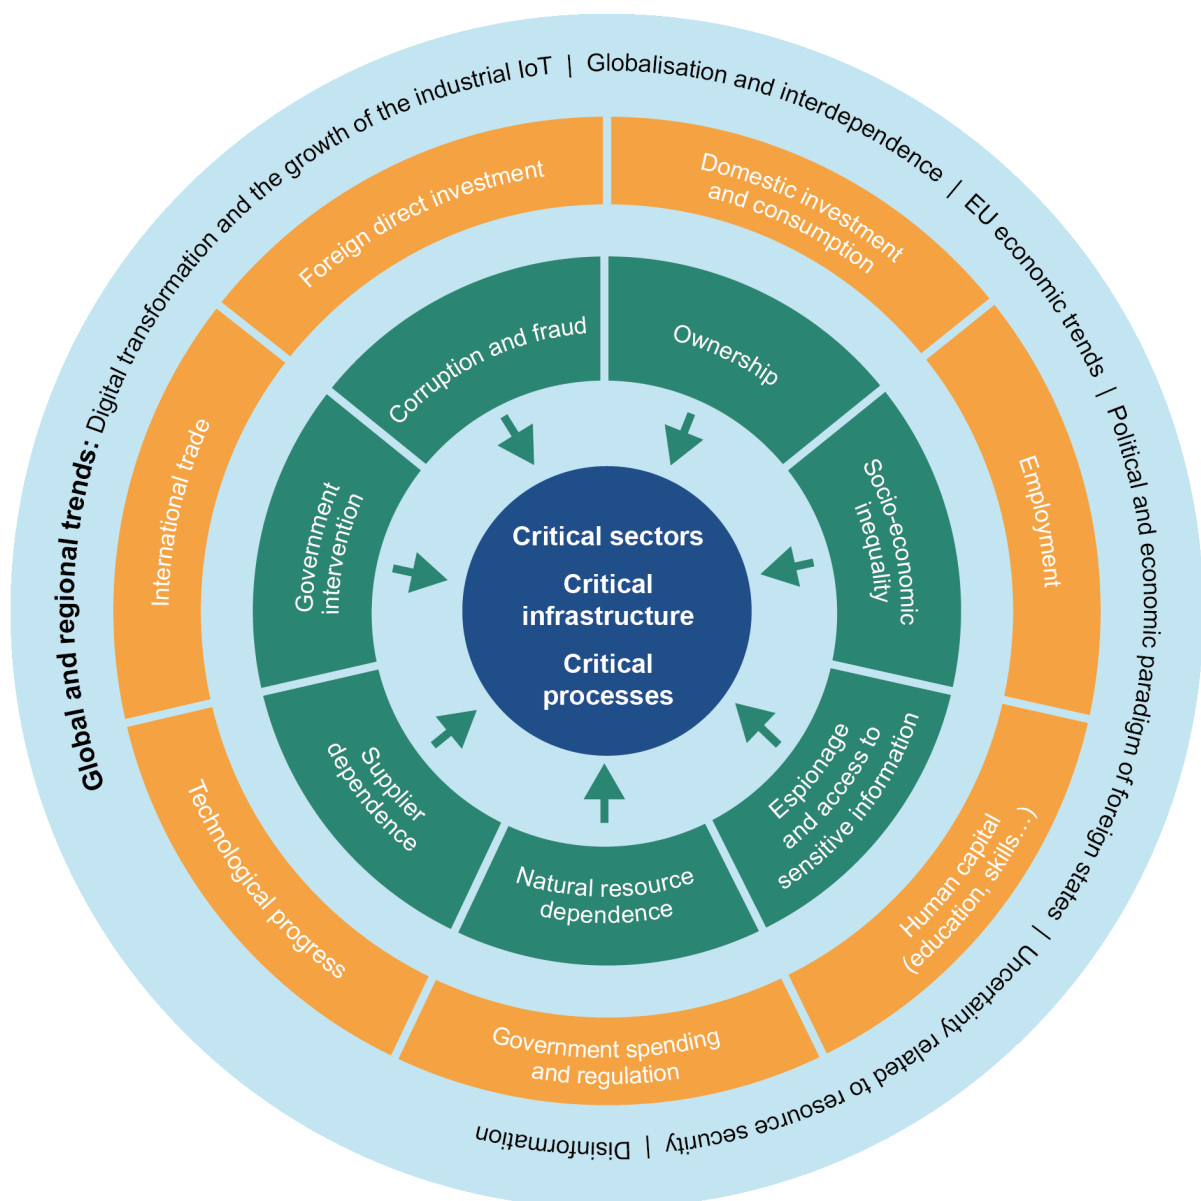 Global and regional trends: Digital transformation and the growth of the industrial IoT | Globalisation and interdependence | EU economic trends | Political and economic paradigm of foreign states | Uncertainty related to resource security | Disinformation
Foreign direct investment
Domestic investment
and consumption
Employment
Human capital
(education, skills...)
Government spending
and regulation
Technological progress
International trade
Corruption and fraud
Ownership
Socio-economic
inequality
Espionage
and access to
sensitive information
Natural resource
dependence
Supplier
dependence
Government
intervention
Critical sectors
Critical
infrastructure
Critical
processes